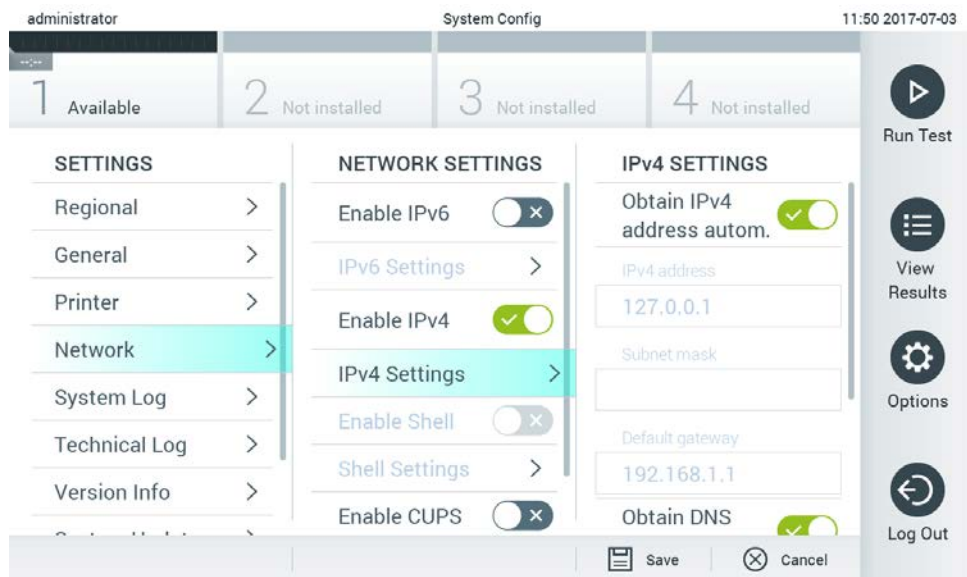 administrator
System Config
11:50 2017-07-03
--:--
1 Available
2 Not installed
3 Not installed
4 Not installed
Run Test
View
Results
Options
Log Out
SETTINGS
Regional
General
Printer
Network
System Log
Technical Log
Version Info
NETWORK SETTINGS
Enable IPv6
IPv6 Settings
Enable IPv4
IPv4 Settings
Enable Shell
Shell Settings
Enable CUPS
IPv4 SETTINGS
Obtain IPv4
address autom.
IPv4 address
127.0.0.1
Subnet mask
Default gateway
192.168.1.1
Obtain DNS
Save
Cancel